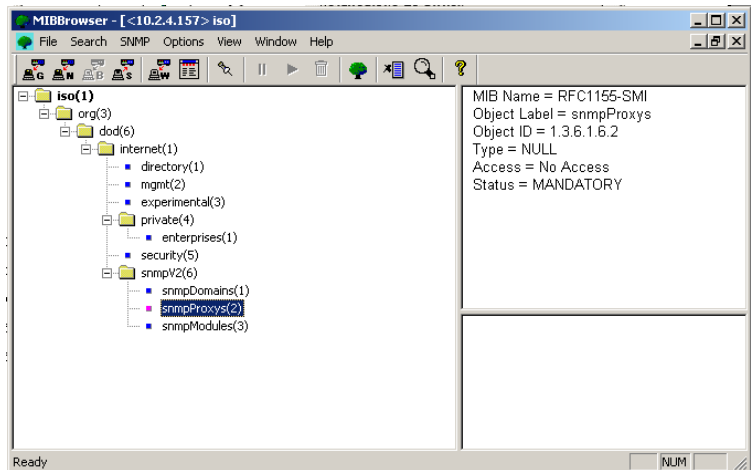 MIBBrowser - [<10.2.4.157> iso]
File Search SNMP Options View Window Help
G N B S W
iso(1)
org(3)
dod(6)
internet(1)
directory(1)
mgmt(2)
experimental(3)
private(4)
enterprises(1)
security(5)
snmpV2(6)
snmpDomains(1)
snmpProxys(2)
snmpModules(3)
MIB Name = RFC1155-SMI
Object Label = snmpProxys
Object ID = 1.3.6.1.6.2
Type = NULL
Access = No Access
Status = MANDATORY
Ready
NUM